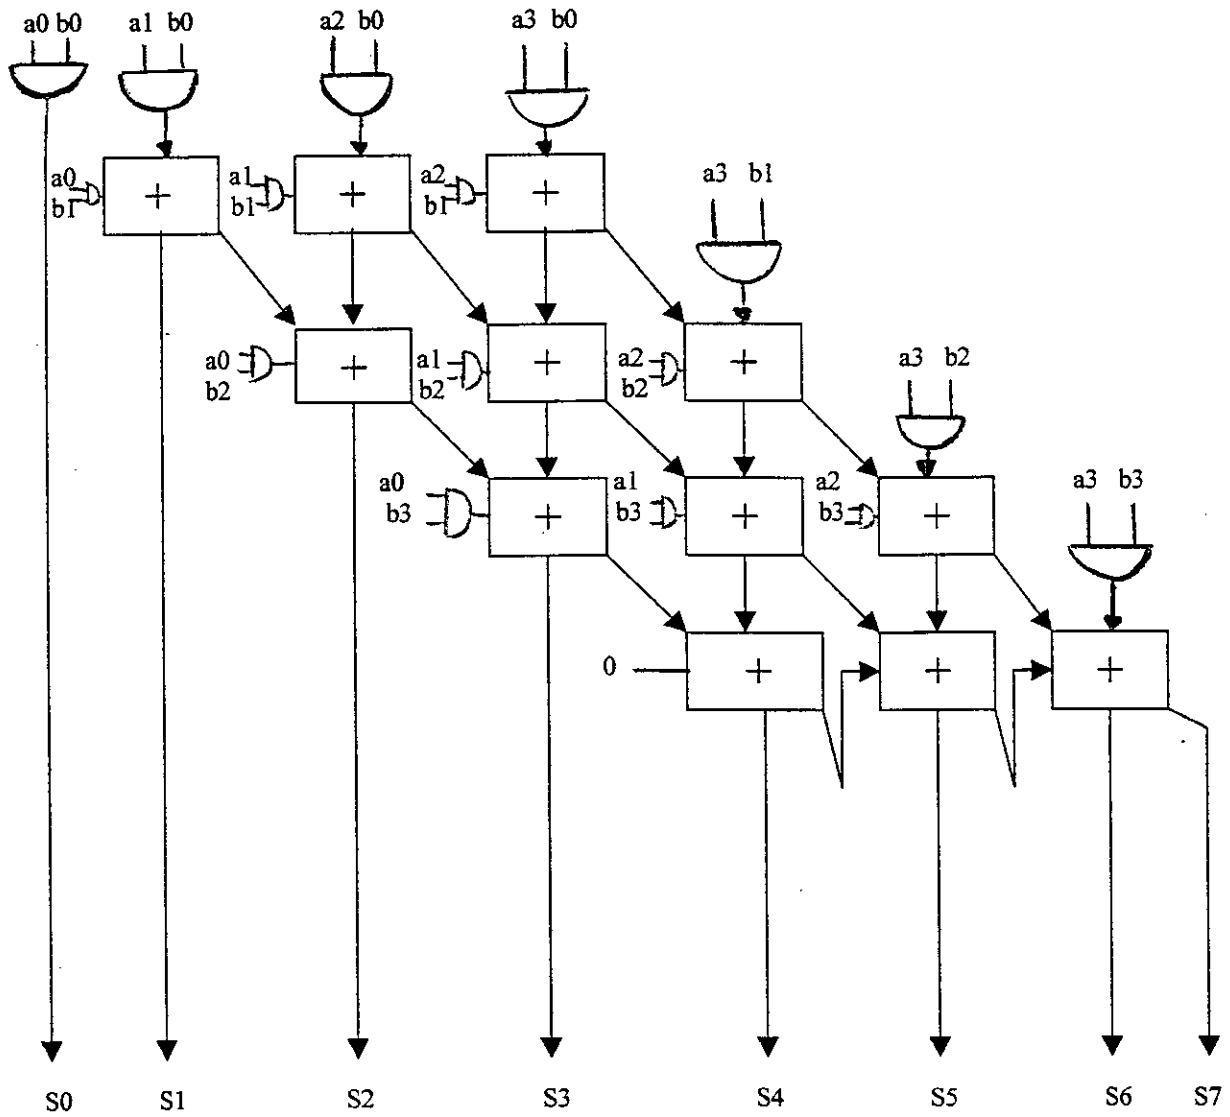 a0 b0 a1 b0 a2 b0 a3 b0
a0 a1 a2 a3 b1
b1 + b1 + b1 +
a0 a1 a2 a3 b2
b2 + b2 + b2 +
a0 a1 a2 a3 b3
b3 + b3 + b3 +
0 + + +
S0 S1 S2 S3 S4 S5 S6 S7